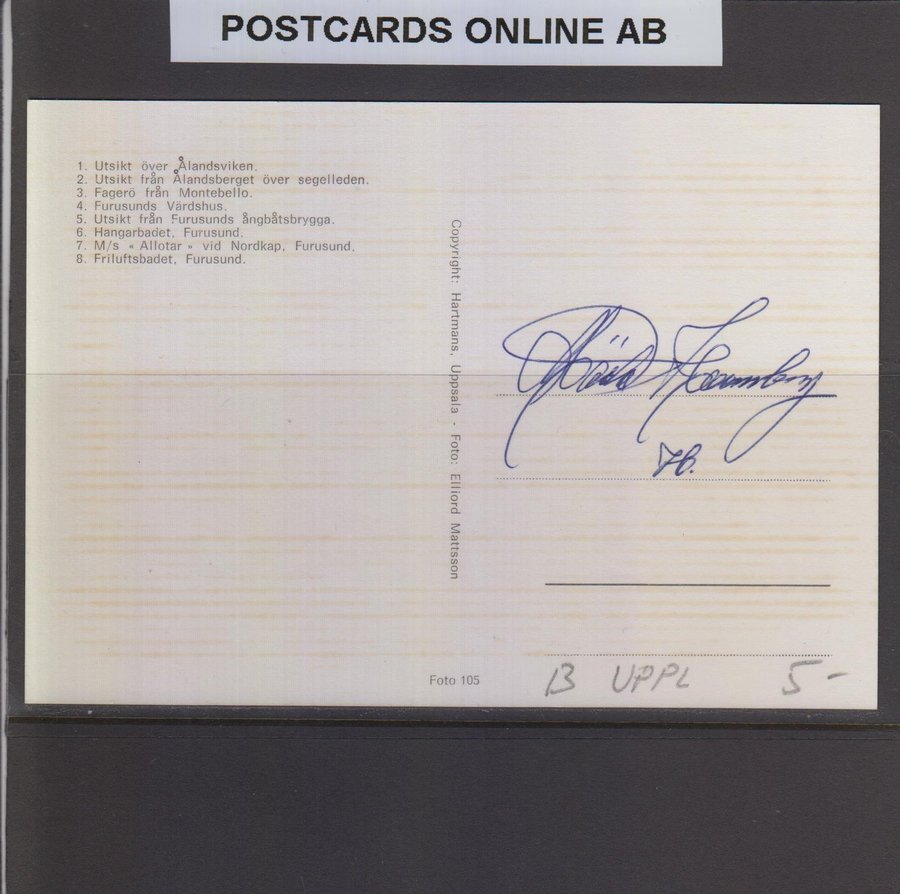 POSTCARDS ONLINE AB
1. Utsikt över Ålandsviken.
2. Utsikt från Ålandsberget över segelleden.
3. Fagerö från Montebello.
4. Furusunds Värdshus.
5. Utsikt från Furusunds ångbåtsbrygga.
6. Hangarbadet, Furusund.
7. M/s « Allotar » vid Nordkap, Furusund.
8. Friluftsbadet, Furusund.
Copyright: Hartmans, Uppsala - Foto: Elliord Mattsson
76.
Foto 105
B UPPL 5-